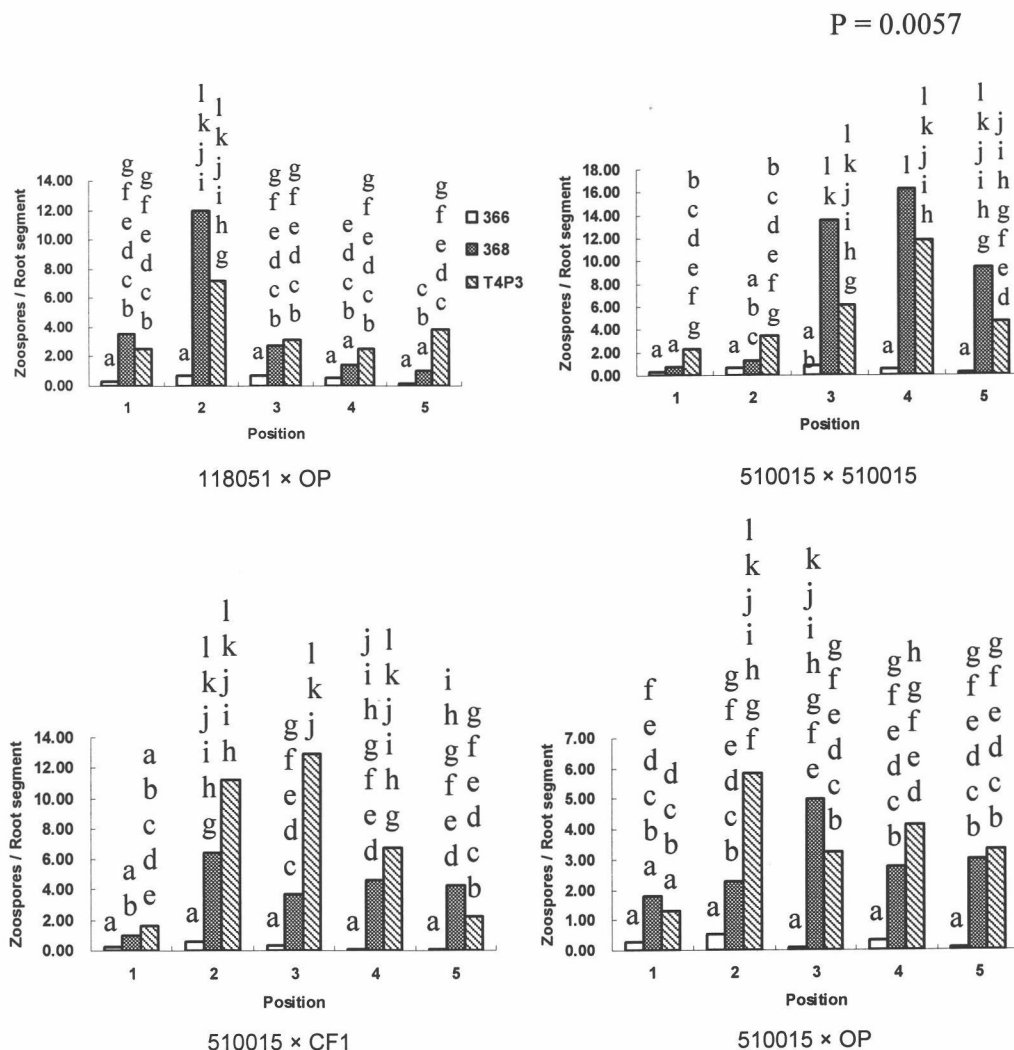 P = 0.0057
Zoospores / Root segment
14.00
12.00
10.00
8.00
6.00
4.00
2.00
0.00
a
g f e d c b
g f e d c b
a
l k j i
l k j i h g
a
g f e d c b
g f e d c b
a
e d c b a
g f e d c b
a
c b a
g f e d c
366
368
T4P3
1 2 3 4 5
Position
118051 × OP
Zoospores / Root segment
18.00
16.00
14.00
12.00
10.00
8.00
6.00
4.00
2.00
0.00
a
a
b c d e f g
a
a b c
b c d e f g
a b
l k
l k j i h g
a
l
l k j i h
a
l k j i h g
j i h g f e d
1 2 3 4 5
Position
510015 × 510015
Zoospores / Root segment
14.00
12.00
10.00
8.00
6.00
4.00
2.00
0.00
a
a b
a b c d e
a
l k j i h g
l k j i h
a
g f e d c
l k j
a
j i h g f e d
l k j i h g
a
i h g f e d
g f e d c b
1 2 3 4 5
Position
510015 × CF1
Zoospores / Root segment
7.00
6.00
5.00
4.00
3.00
2.00
1.00
0.00
a
f e d c b a
d c b a
a
g f e d c b
l k j i h g f
a
k j i h g f e
g f e d c b
a
g f e d c b
h g f e d
a
g f e d c b
g f e d c b
1 2 3 4 5
Position
510015 × OP